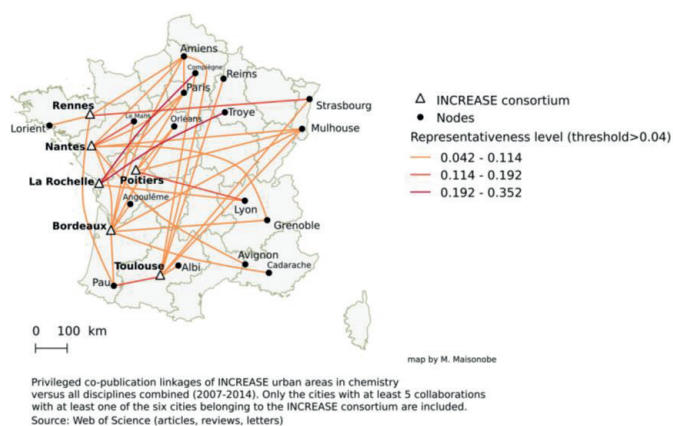 Amiens
Compiègne
Reims
Paris
Rennes
Strasbourg
Le Mans
Orléans
Troye
Lorient
Mulhouse
Nantes
La Rochelle
Poitiers
Angoulême
Lyon
Bordeaux
Grenoble
Toulouse
Albi
Avignon
Cadarache
Pau
INCREASE consortium
Nodes
Representativeness level (threshold>0.04)
0.042 - 0.114
0.114 - 0.192
0.192 - 0.352
0 100 km
map by M. Maisonobe
Privileged co-publication linkages of INCREASE urban areas in chemistry
versus all disciplines combined (2007-2014). Only the cities with at least 5 collaborations
with at least one of the six cities belonging to the INCREASE consortium are included.
Source: Web of Science (articles, reviews, letters)